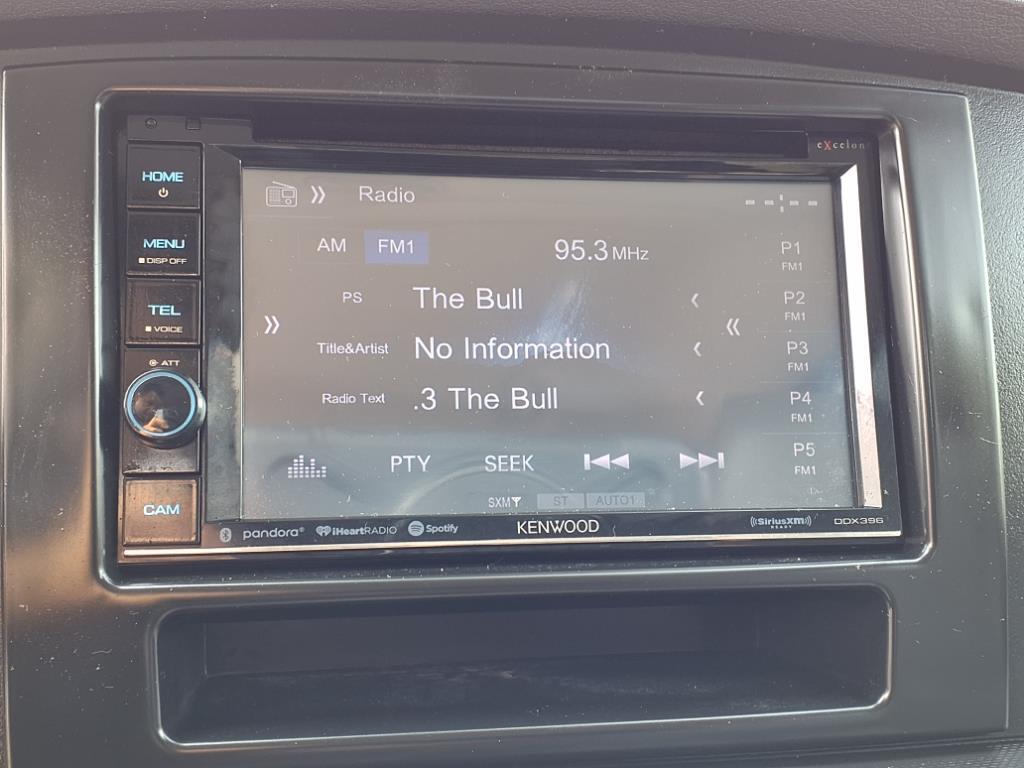 eXcelon
HOME
MENU
DISP OFF
TEL
VOICE
ATT
CAM
Radio
AM FM1 95.3 MHz
PS The Bull
Title&Artist No Information
Radio Text .3 The Bull
PTY SEEK
SXM ST AUTO1
P1
FM1
P2
FM1
P3
FM1
P4
FM1
P5
FM1
pandora® iHeartRADIO Spotify KENWOOD ((SiriusXM)) DDX396
READY